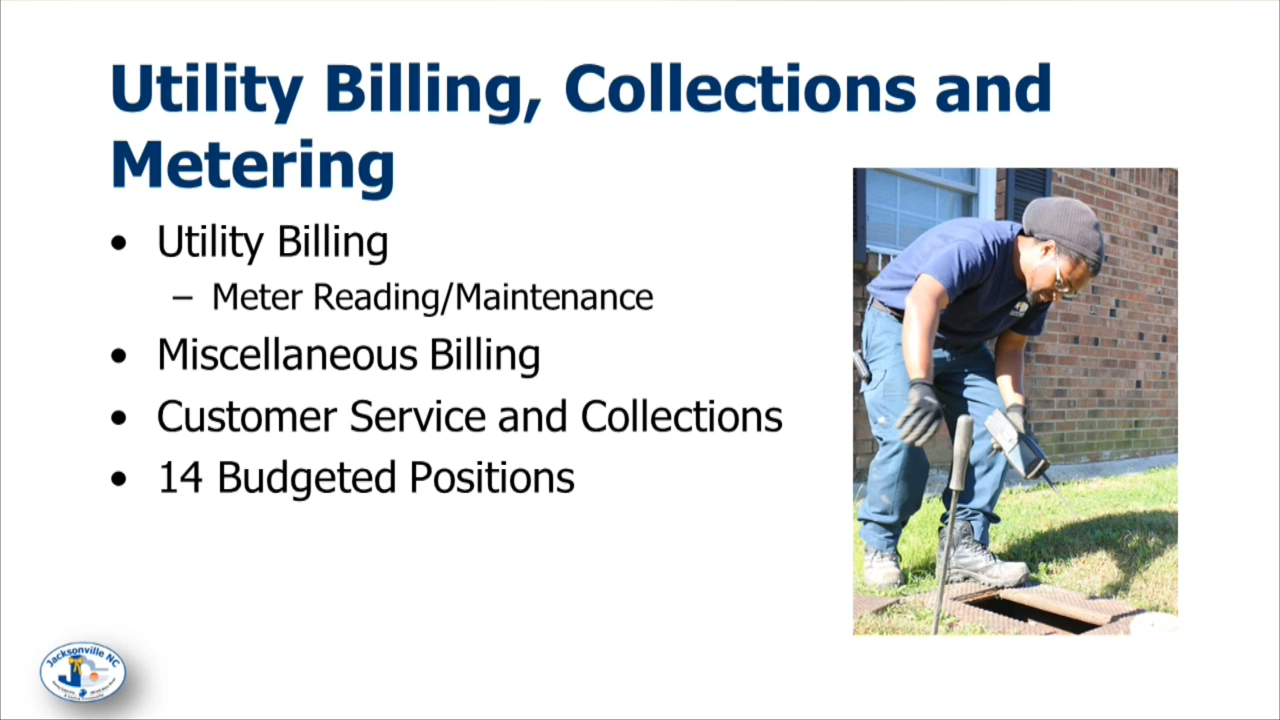 Utility Billing, Collections and
Metering
• Utility Billing
– Meter Reading/Maintenance
• Miscellaneous Billing
• Customer Service and Collections
• 14 Budgeted Positions
Jacksonville NC